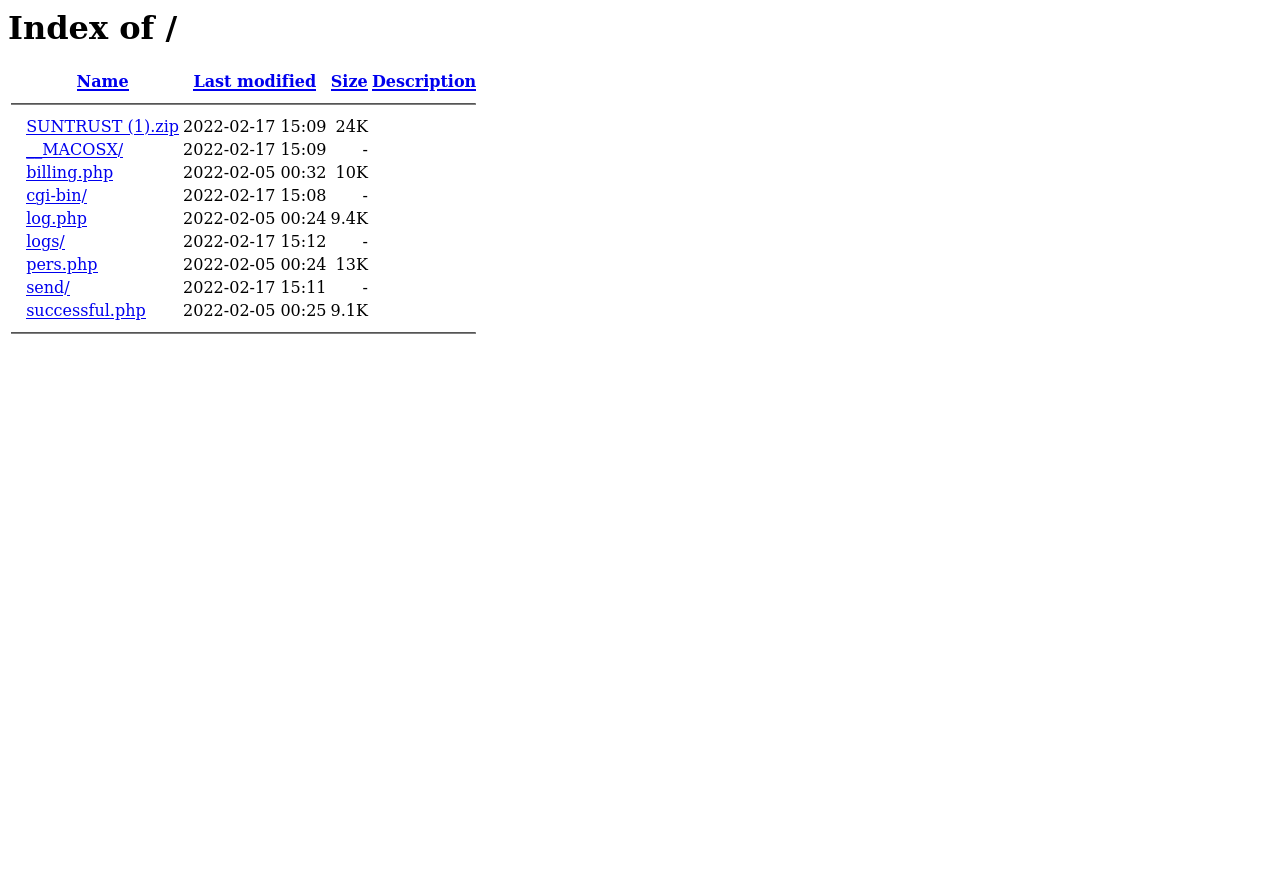 Index of /
Name Last modified Size Description
SUNTRUST (1).zip 2022-02-17 15:09 24K
__MACOSX/ 2022-02-17 15:09 -
billing.php 2022-02-05 00:32 10K
cgi-bin/ 2022-02-17 15:08 -
log.php 2022-02-05 00:24 9.4K
logs/ 2022-02-17 15:12 -
pers.php 2022-02-05 00:24 13K
send/ 2022-02-17 15:11 -
successful.php 2022-02-05 00:25 9.1K